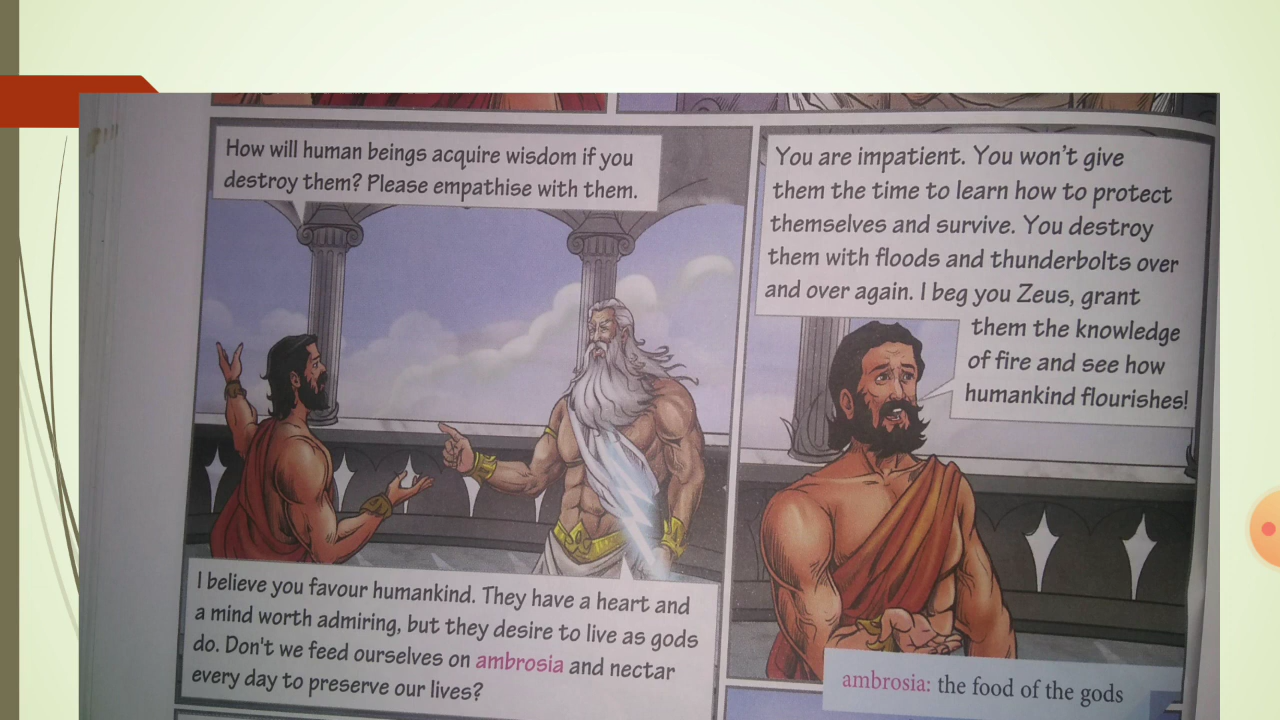 How will human beings acquire wisdom if you
destroy them? Please empathise with them.
I believe you favour humankind. They have a heart and
a mind worth admiring, but they desire to live as gods
do. Don't we feed ourselves on ambrosia and nectar
every day to preserve our lives?
You are impatient. You won't give
them the time to learn how to protect
themselves and survive. You destroy
them with floods and thunderbolts over
and over again. I beg you Zeus, grant
them the knowledge
of fire and see how
humankind flourishes!
ambrosia: the food of the gods